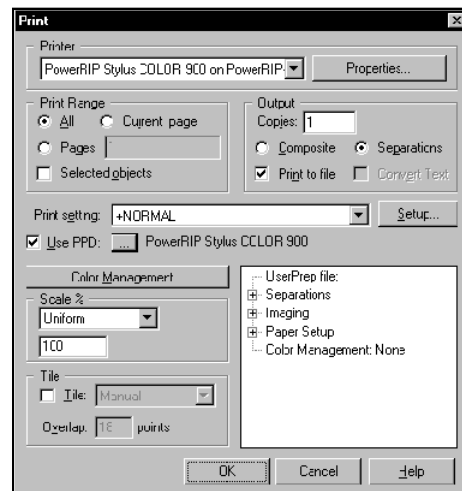 Print
Printer
PowerRIP Stylus COLOR 900 on PowerRIP:
Properties...
Print Range
All
Current page
Pages
Selected objects
Output
Copies: 1
Composite
Separations
Print to file
Convert Text
Print setting: +NORMAL
Setup...
Use PPD: ... PowerRIP Stylus COLOR 900
Color Management
Scale %
Uniform
100
Tile
Tile: Manual
Overlap: 18 points
UserPrep file:
Separations
Imaging
Paper Setup
Color Management: None
OK
Cancel
Help